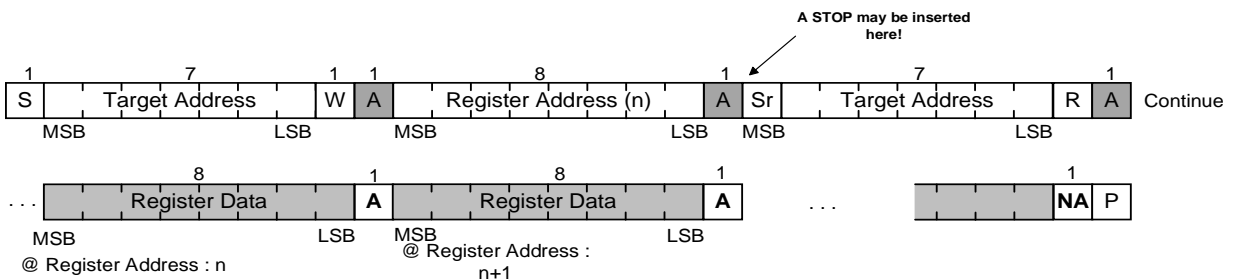 A STOP may be inserted
here!
1 7 1 1 8 1 7 1
S Target Address W A Register Address (n) A Sr Target Address R A Continue
MSB LSB MSB LSB MSB LSB
8 1 8 1 1
. . . Register Data A Register Data A . . . NA P
MSB LSB MSB LSB
@ Register Address : n @ Register Address :
n+1